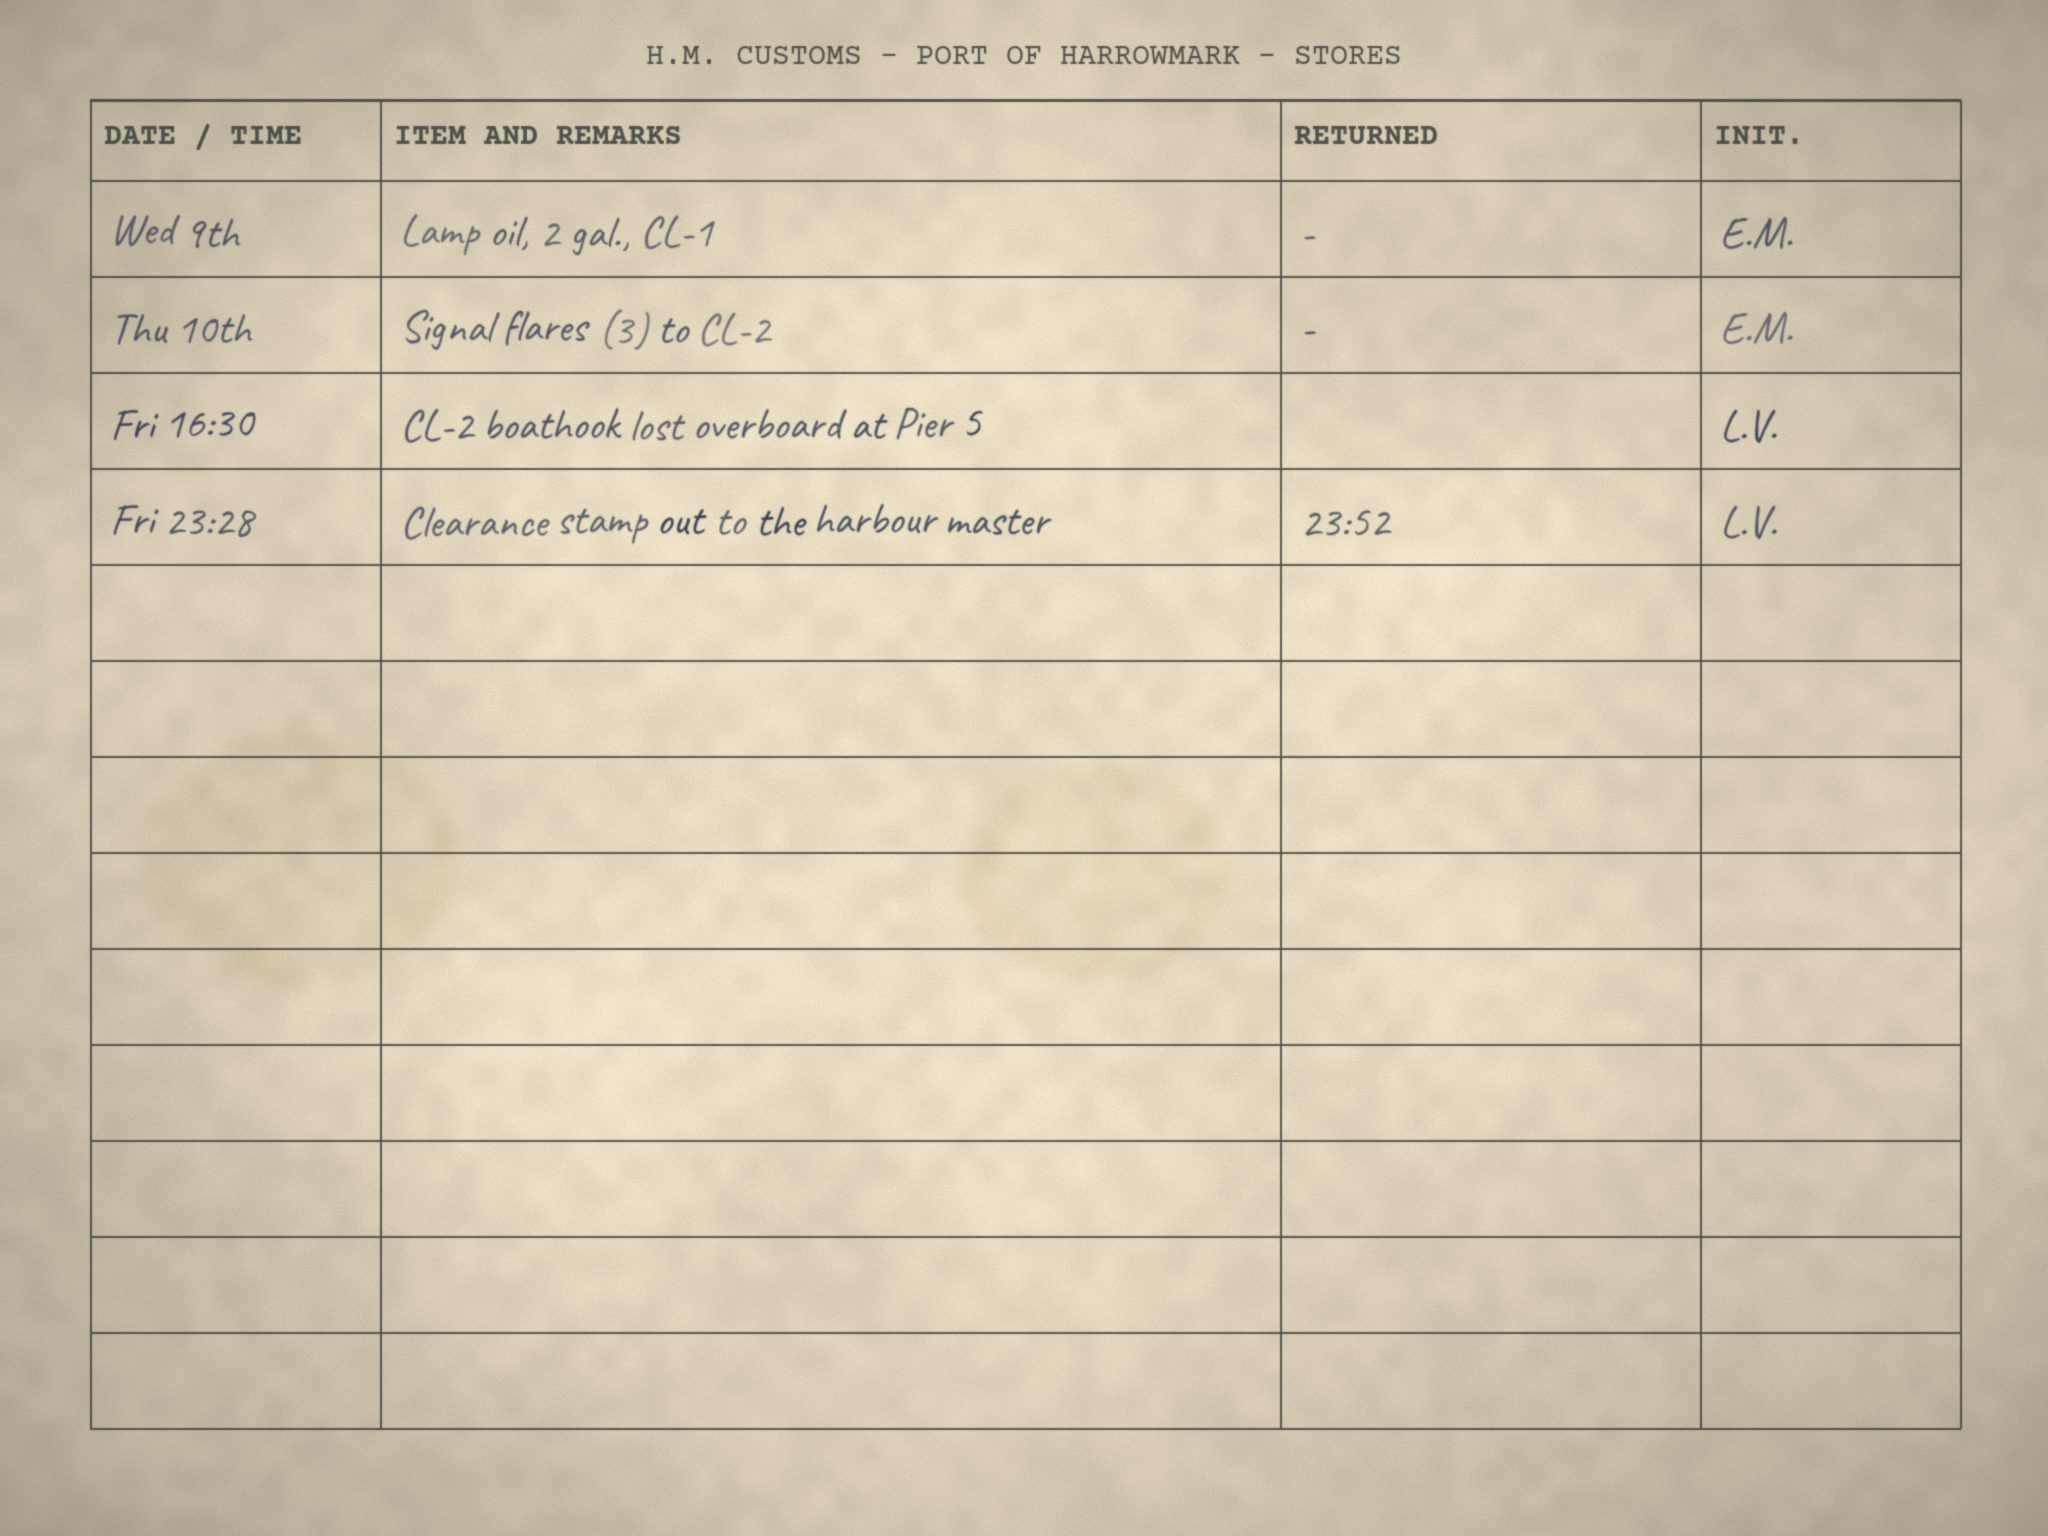 H.M. CUSTOMS - PORT OF HARROWMARK - STORES
DATE / TIME ITEM AND REMARKS RETURNED INIT.
Wed 9th Lamp oil, 2 gal., CL-1 - E.M.
Thu 10th Signal flares (3) to CL-2 - E.M.
Fri 16:30 CL-2 boathook lost overboard at Pier 5 L.V.
Fri 23:28 Clearance stamp out to the harbour master 23:52 L.V.